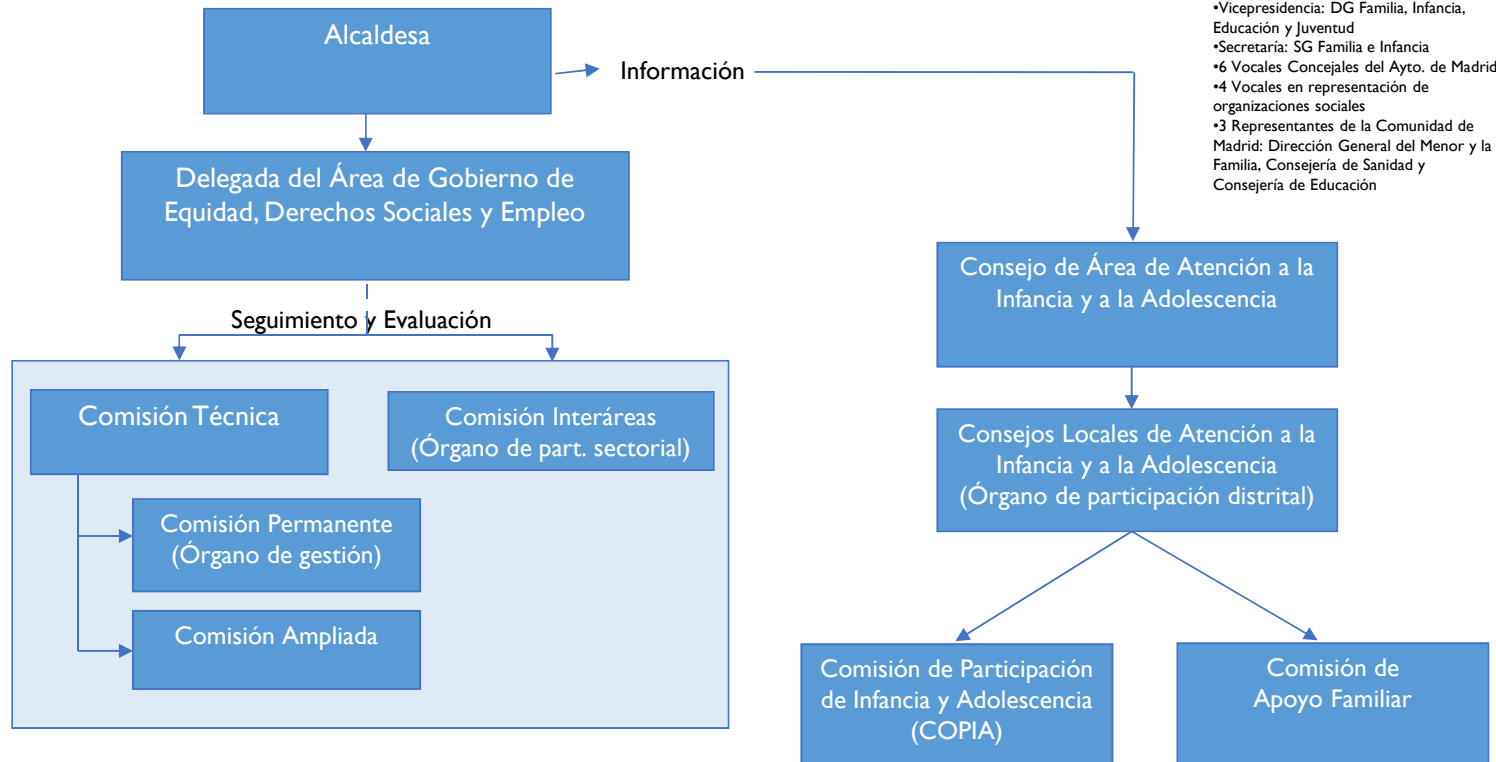 •Vicepresidencia: DG Familia, Infancia,
Educación y Juventud
•Secretaría: SG Familia e Infancia
•6 Vocales Concejales del Ayto. de Madrid
•4 Vocales en representación de
organizaciones sociales
•3 Representantes de la Comunidad de
Madrid: Dirección General del Menor y la
Familia, Consejería de Sanidad y
Consejería de Educación
Alcaldesa
Información
Delegada del Área de Gobierno de
Equidad, Derechos Sociales y Empleo
Seguimiento y Evaluación
Comisión Técnica
Comisión Interáreas
(Órgano de part. sectorial)
Comisión Permanente
(Órgano de gestión)
Comisión Ampliada
Consejo de Área de Atención a la
Infancia y a la Adolescencia
Consejos Locales de Atención a la
Infancia y a la Adolescencia
(Órgano de participación distrital)
Comisión de Participación
de Infancia y Adolescencia
(COPIA)
Comisión de
Apoyo Familiar